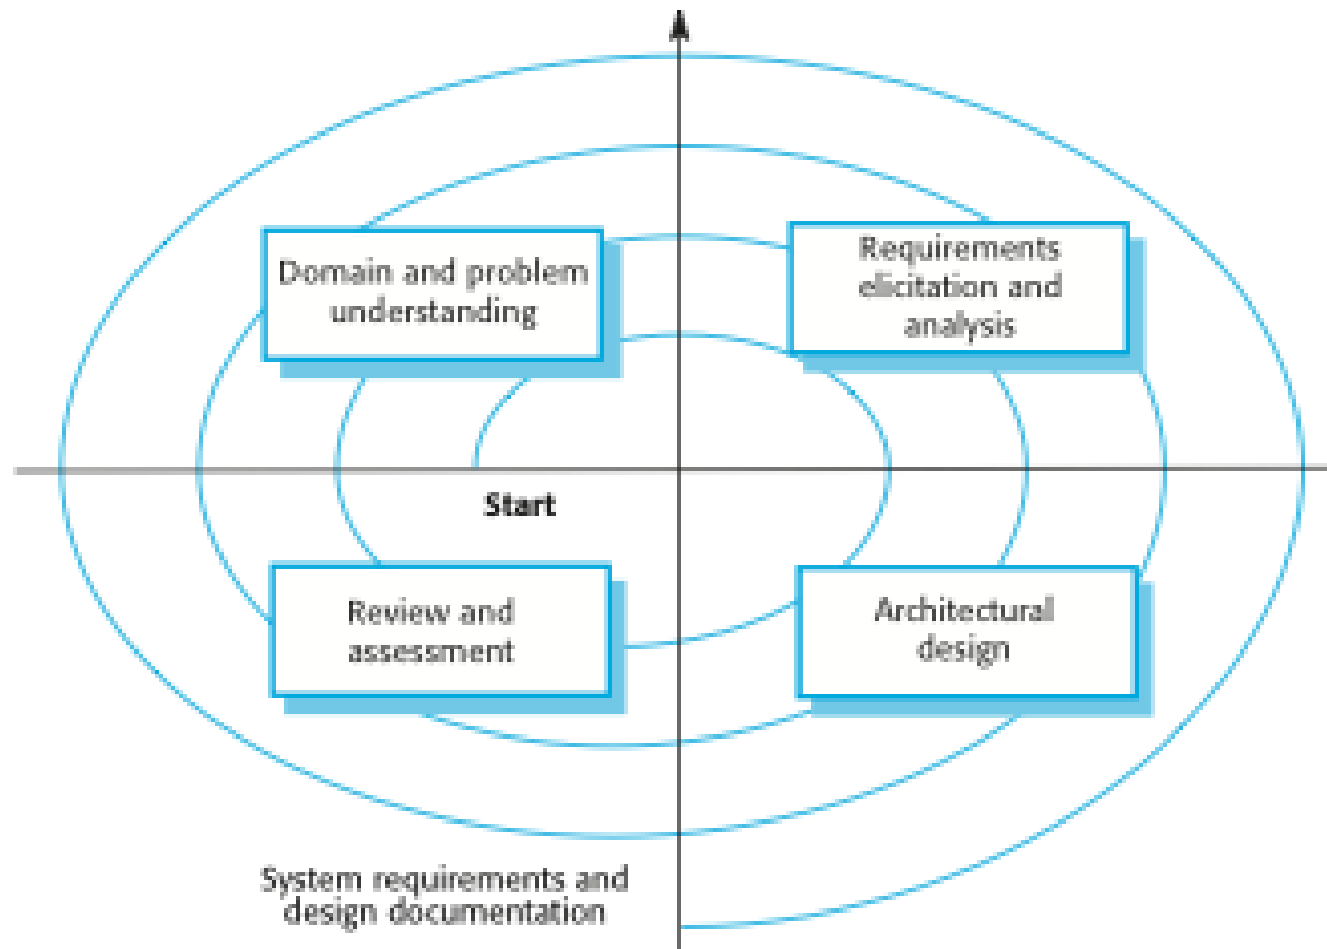 Domain and problem
understanding
Requirements
elicitation and
analysis
Start
Review and
assessment
Architectural
design
System requirements and
design documentation